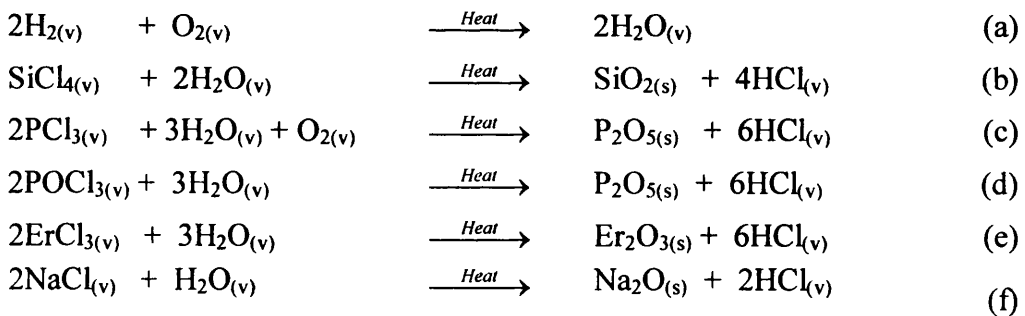 2H₂₍ᵥ₎ + O₂₍ᵥ₎ —Heat→ 2H₂O₍ᵥ₎ (a)
SiCl₄₍ᵥ₎ + 2H₂O₍ᵥ₎ —Heat→ SiO₂₍ₛ₎ + 4HCl₍ᵥ₎ (b)
2PCl₃₍ᵥ₎ + 3H₂O₍ᵥ₎ + O₂₍ᵥ₎ —Heat→ P₂O₅₍ₛ₎ + 6HCl₍ᵥ₎ (c)
2POCl₃₍ᵥ₎ + 3H₂O₍ᵥ₎ —Heat→ P₂O₅₍ₛ₎ + 6HCl₍ᵥ₎ (d)
2ErCl₃₍ᵥ₎ + 3H₂O₍ᵥ₎ —Heat→ Er₂O₃₍ₛ₎ + 6HCl₍ᵥ₎ (e)
2NaCl₍ᵥ₎ + H₂O₍ᵥ₎ —Heat→ Na₂O₍ₛ₎ + 2HCl₍ᵥ₎ (f)